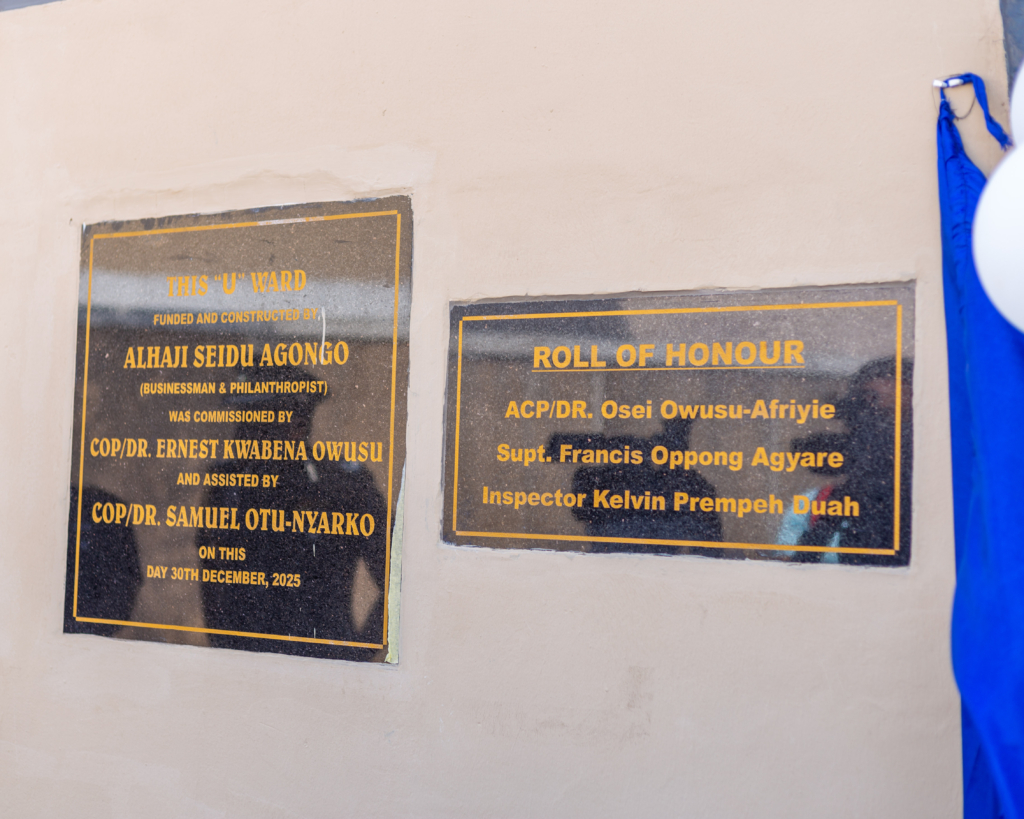 THIS "U" WARD
FUNDED AND CONSTRUCTED BY
ALHAJI SEIDU AGONGO
(BUSINESSMAN & PHILANTHROPIST)
WAS COMMISSIONED BY
COP/DR. ERNEST KWABENA OWUSU
AND ASSISTED BY
COP/DR. SAMUEL OTU-NYARKO
ON THIS
DAY 30TH DECEMBER, 2025
ROLL OF HONOUR
ACP/DR. Osei Owusu-Afriyie
Supt. Francis Oppong Agyare
Inspector Kelvin Prempeh Duah